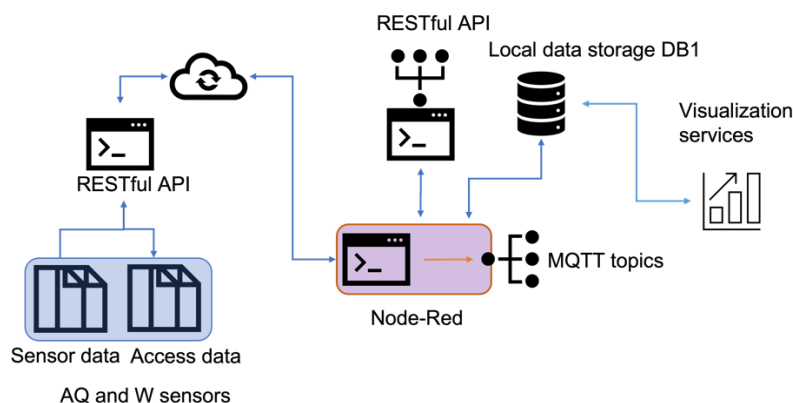 RESTful API
Local data storage DB1
Visualization
services
RESTful API
MQTT topics
Node-Red
Sensor data
Access data
AQ and W sensors